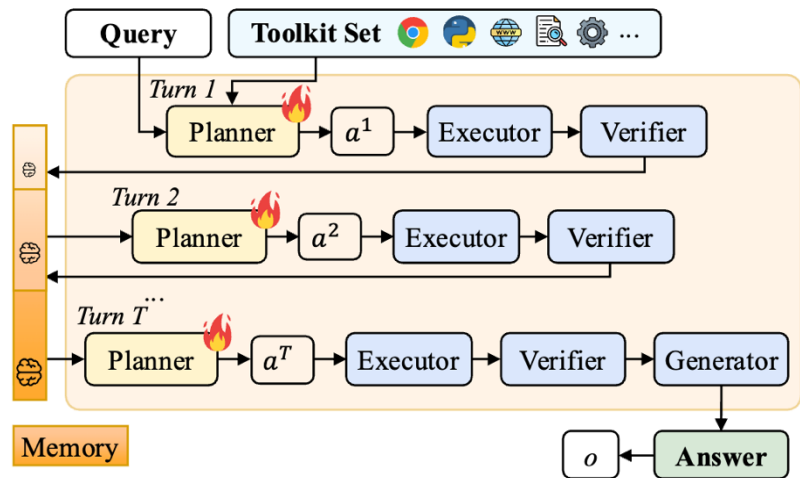 Query
Toolkit Set WWW ...
Turn 1
Planner a¹ Executor Verifier
Turn 2
Planner a² Executor Verifier
...
Turn T
Planner aᵀ Executor Verifier Generator
Memory
o Answer